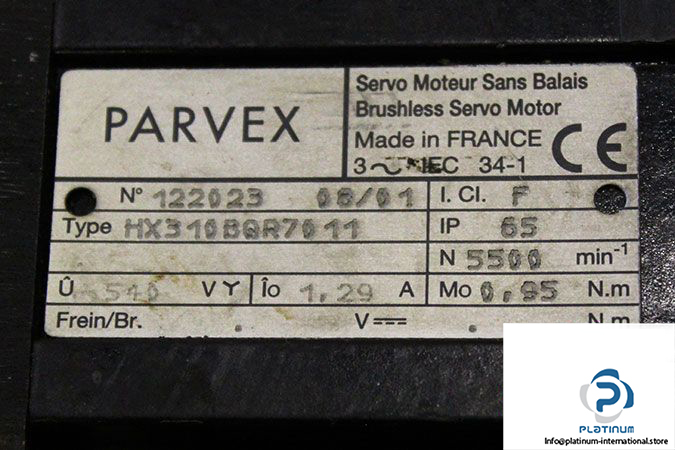 PARVEX
Servo Moteur Sans Balais
Brushless Servo Motor
Made in FRANCE CE
3 ~ IEC 34-1
N° 122023 08/01 I. Cl. F
Type HX310BQR7011 IP 65
N 5500 min-1
Û 540 V Y Îo 1,29 A Mo 0,95 N.m
Frein/Br. V N.m
PLATINUM
Info@platinum-international.store